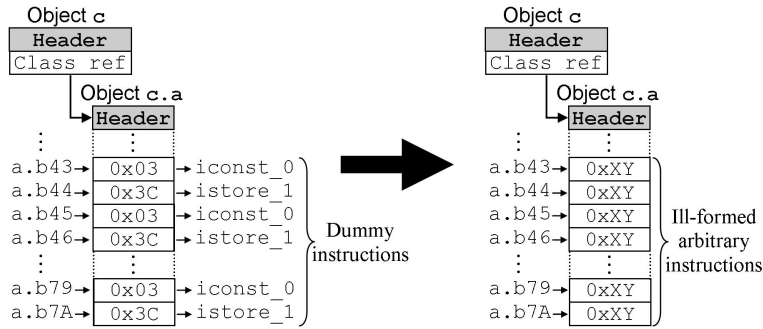 Object c
Header
Class ref
Object c.a
Header
⋮ ⋮
a.b43 0x03 iconst_0
a.b44 0x3C istore_1
a.b45 0x03 iconst_0
a.b46 0x3C istore_1
⋮ ⋮
a.b79 0x03 iconst_0
a.b7A 0x3C istore_1
Dummy
instructions
Object c
Header
Class ref
Object c.a
Header
⋮ ⋮
a.b43 0xXY
a.b44 0xXY
a.b45 0xXY
a.b46 0xXY
⋮ ⋮
a.b79 0xXY
a.b7A 0xXY
Ill-formed
arbitrary
instructions